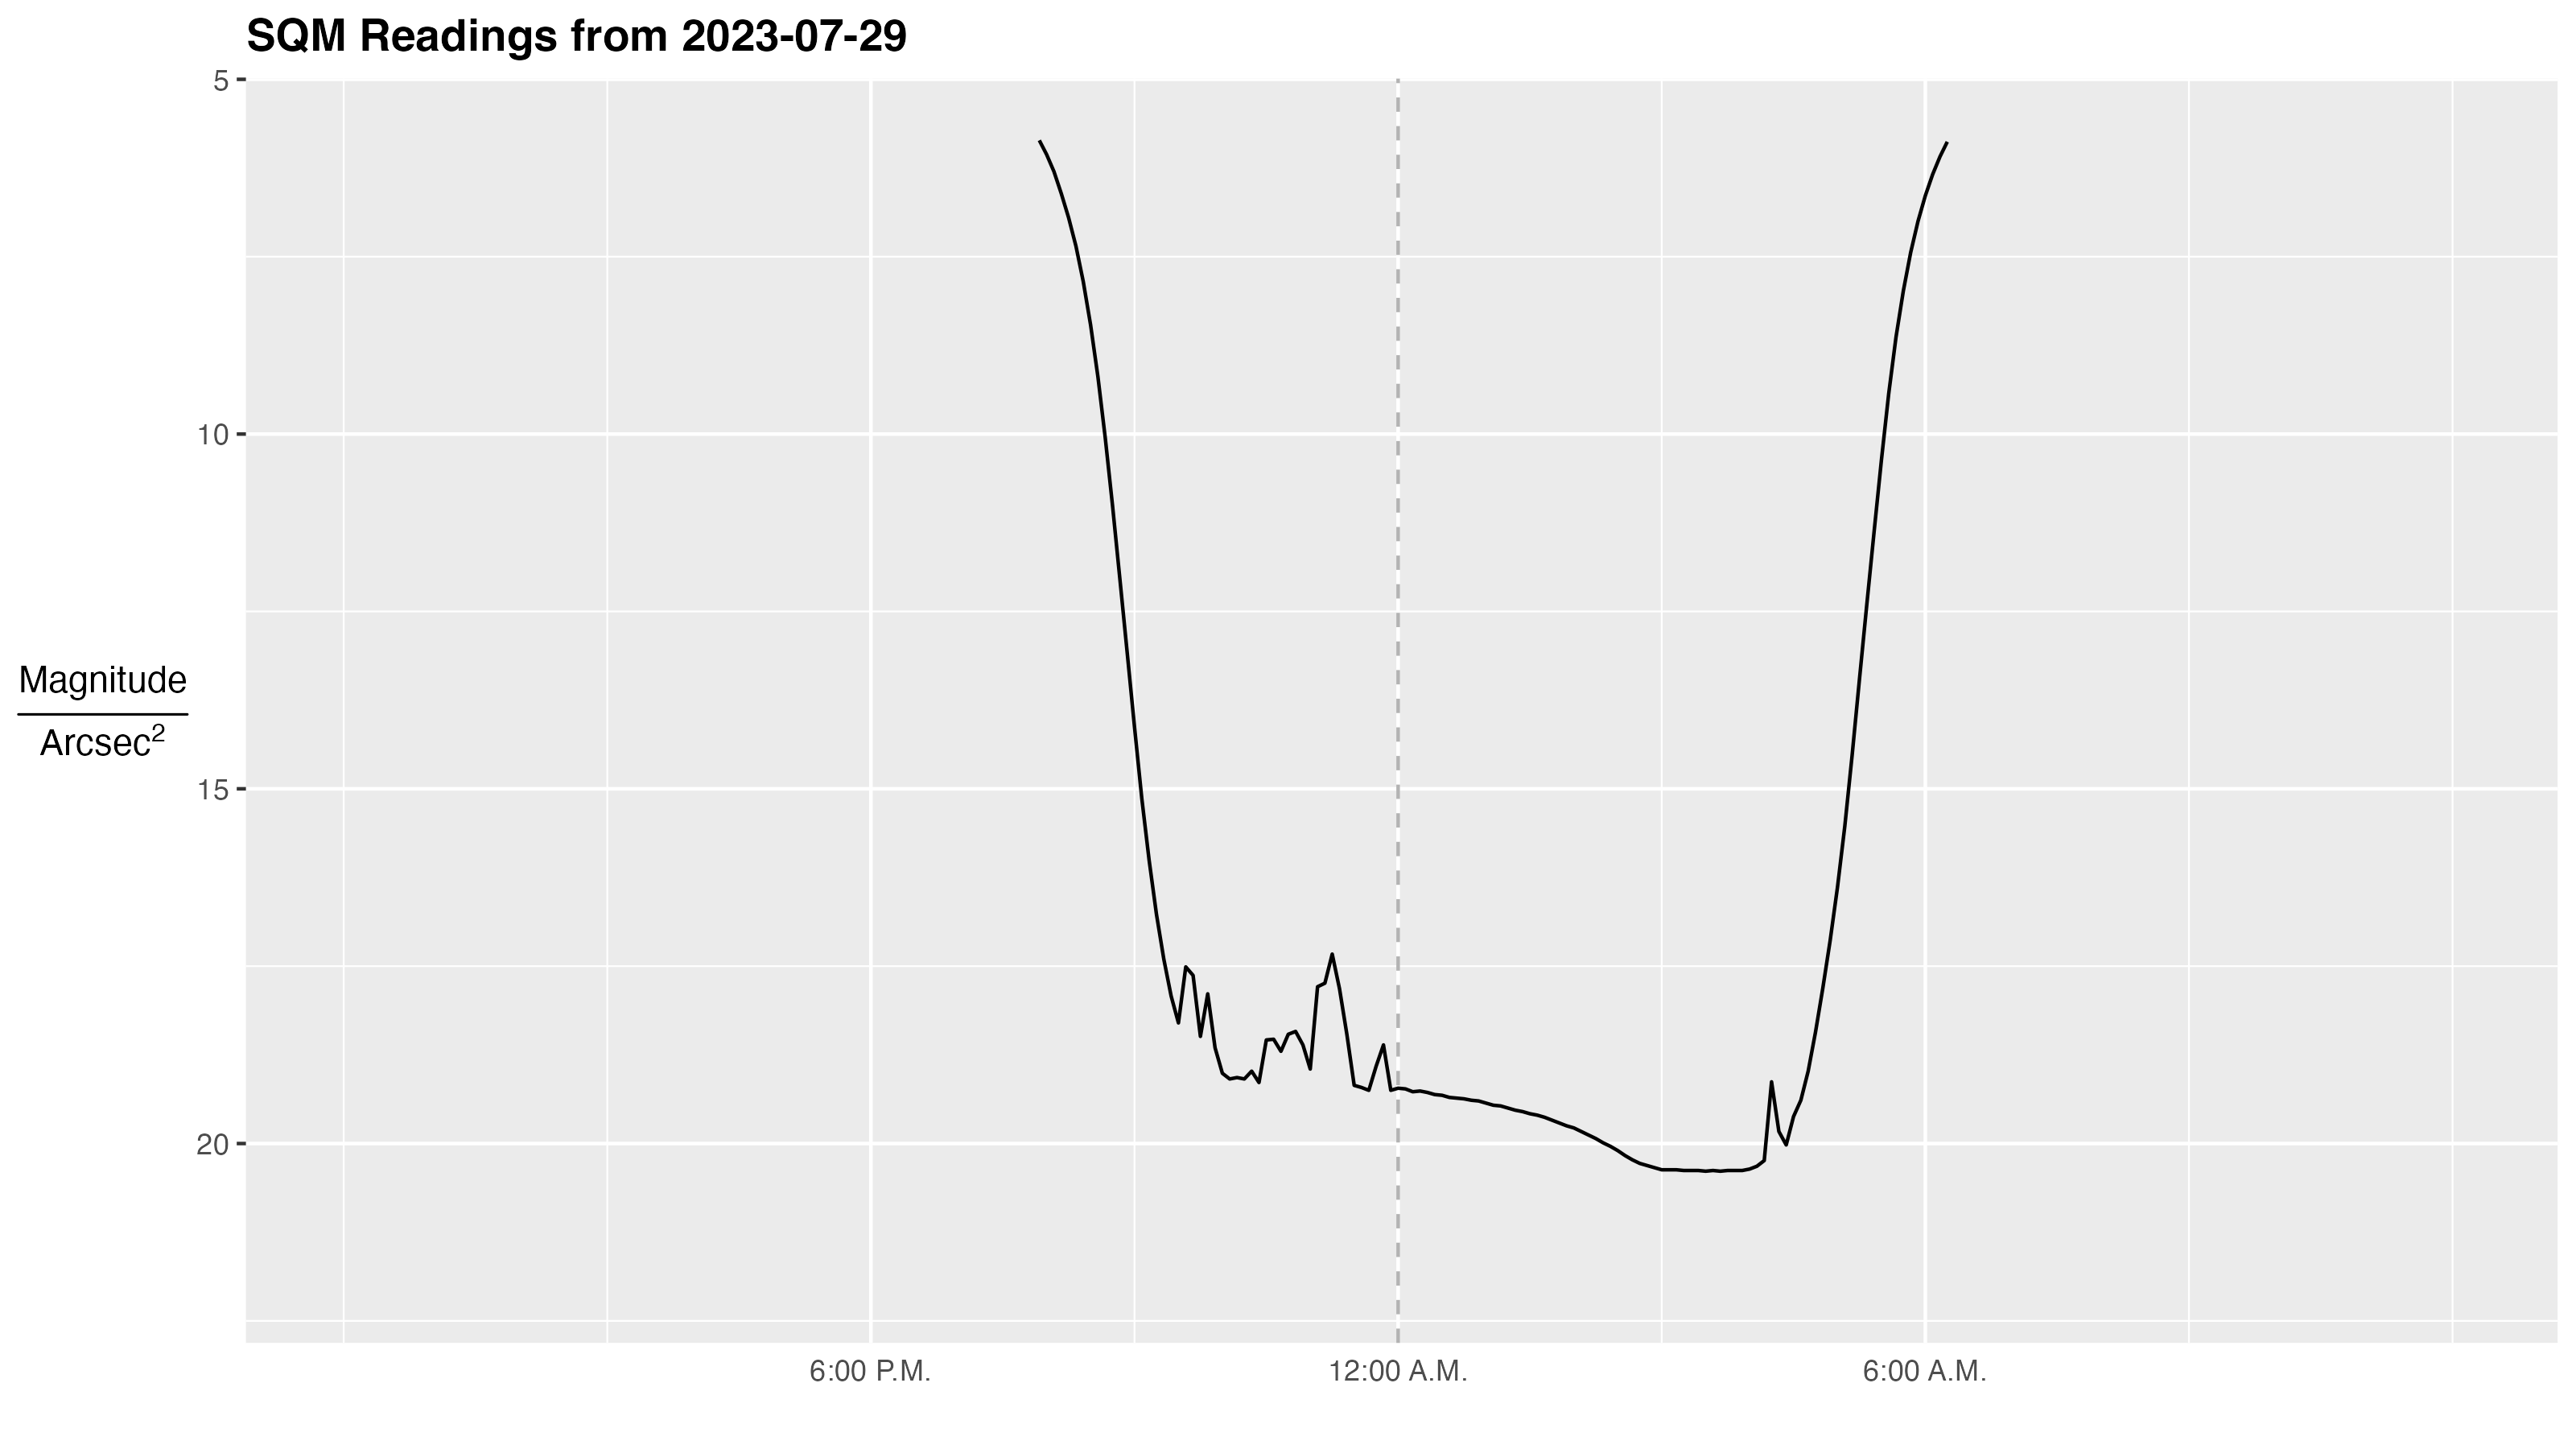 SQM Readings from 2023-07-29
5
10
15
20
Magnitude
Arcsec²
6:00 P.M.
12:00 A.M.
6:00 A.M.